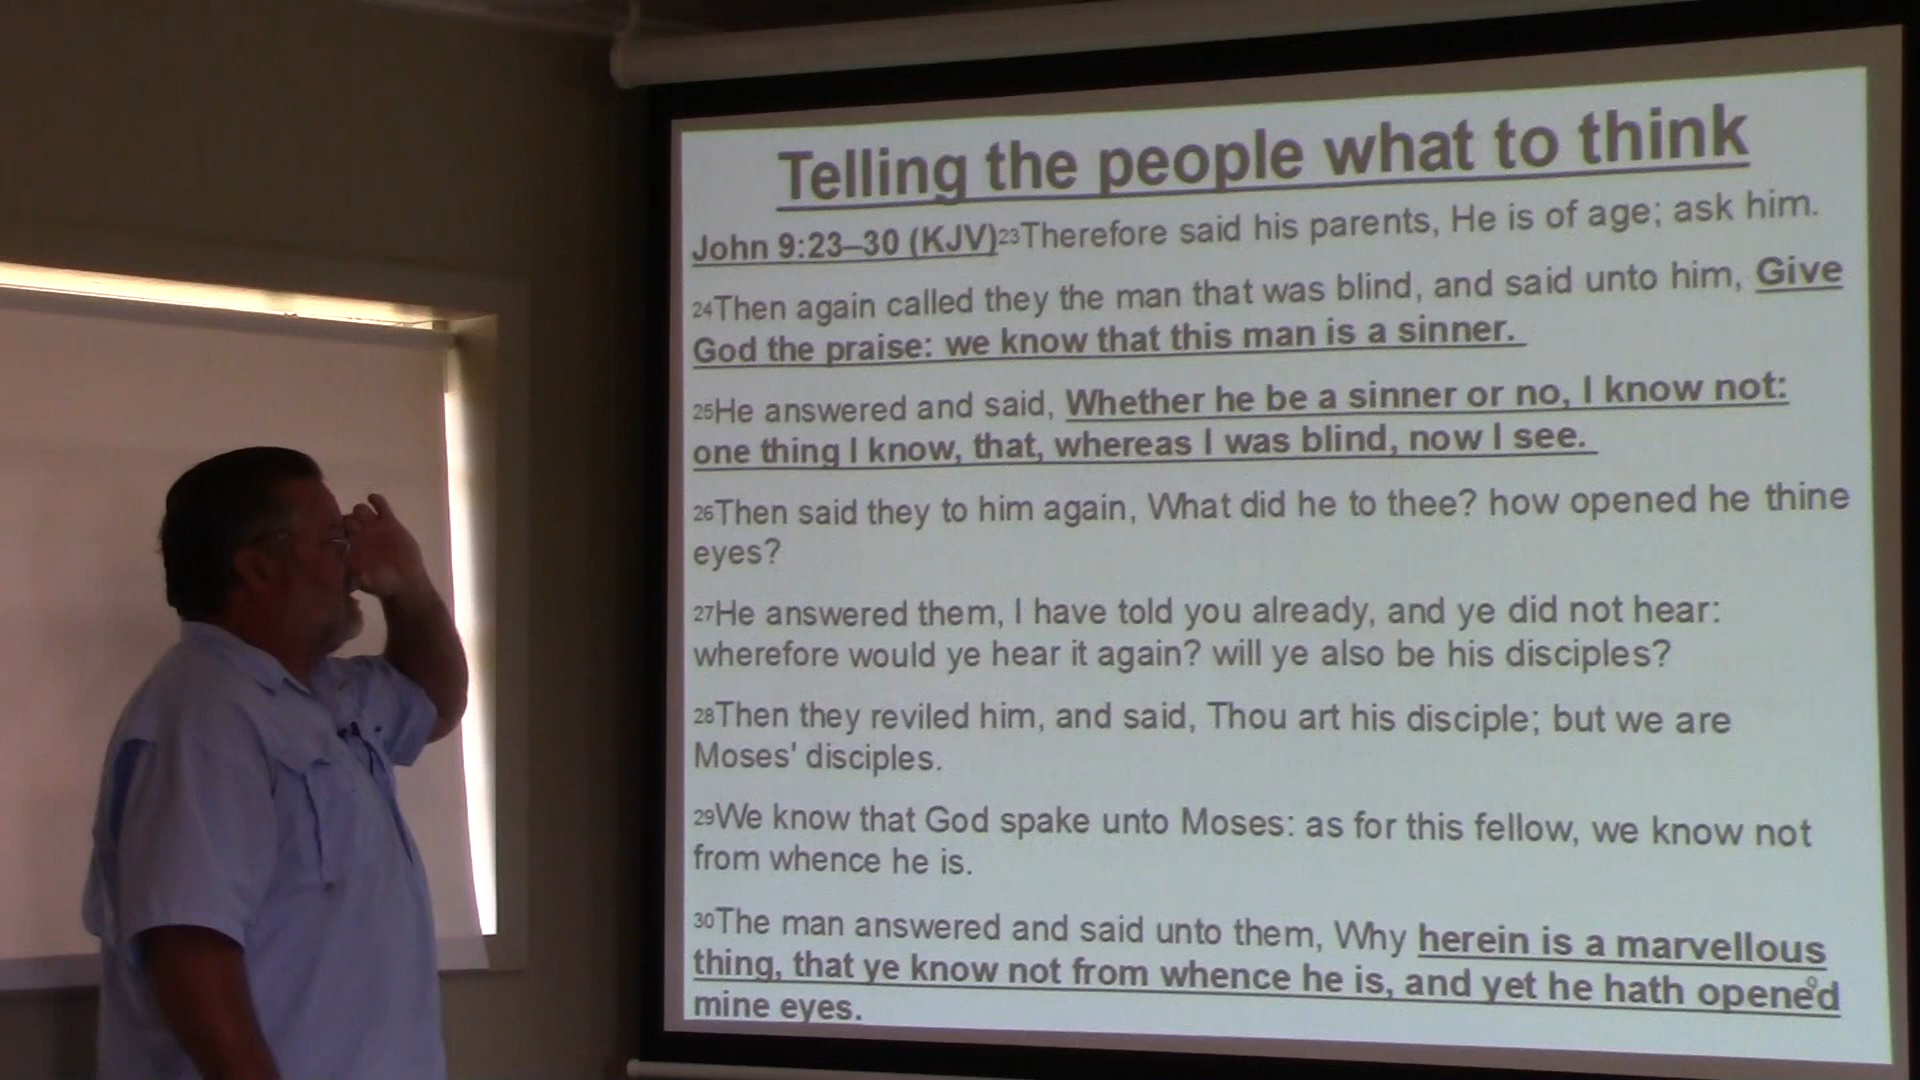 Telling the people what to think
John 9:23–30 (KJV)23Therefore said his parents, He is of age; ask him.
24Then again called they the man that was blind, and said unto him, Give
God the praise: we know that this man is a sinner.
25He answered and said, Whether he be a sinner or no, I know not:
one thing I know, that, whereas I was blind, now I see.
26Then said they to him again, What did he to thee? how opened he thine
eyes?
27He answered them, I have told you already, and ye did not hear:
wherefore would ye hear it again? will ye also be his disciples?
28Then they reviled him, and said, Thou art his disciple; but we are
Moses' disciples.
29We know that God spake unto Moses: as for this fellow, we know not
from whence he is.
30The man answered and said unto them, Why herein is a marvellous
thing, that ye know not from whence he is, and yet he hath opened
mine eyes.